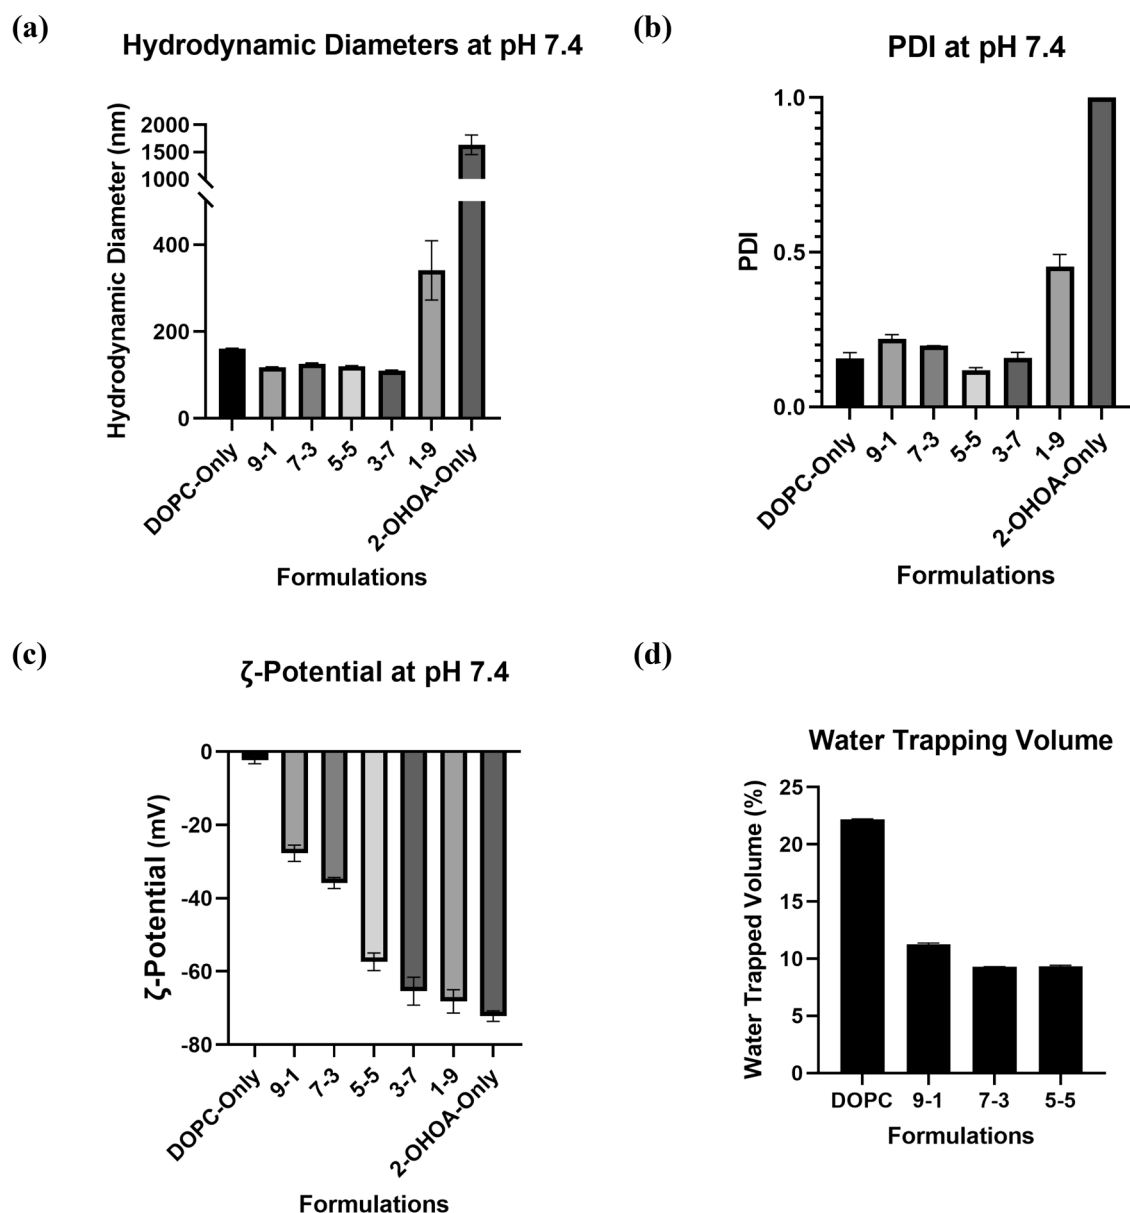 (a)
Hydrodynamic Diameters at pH 7.4
Hydrodynamic Diameter (nm)
2000
1500
1000
400
200
0
DOPC-Only
9-1
7-3
5-5
3-7
1-9
2-OHOA-Only
Formulations
(b)
PDI at pH 7.4
PDI
1.0
0.5
0.0
DOPC-Only
9-1
7-3
5-5
3-7
1-9
2-OHOA-Only
Formulations
(c)
ζ-Potential at pH 7.4
ζ-Potential (mV)
0
-20
-40
-60
-80
DOPC-Only
9-1
7-3
5-5
3-7
1-9
2-OHOA-Only
Formulations
(d)
Water Trapping Volume
Water Trapped Volume (%)
25
20
15
10
5
0
DOPC
9-1
7-3
5-5
Formulations